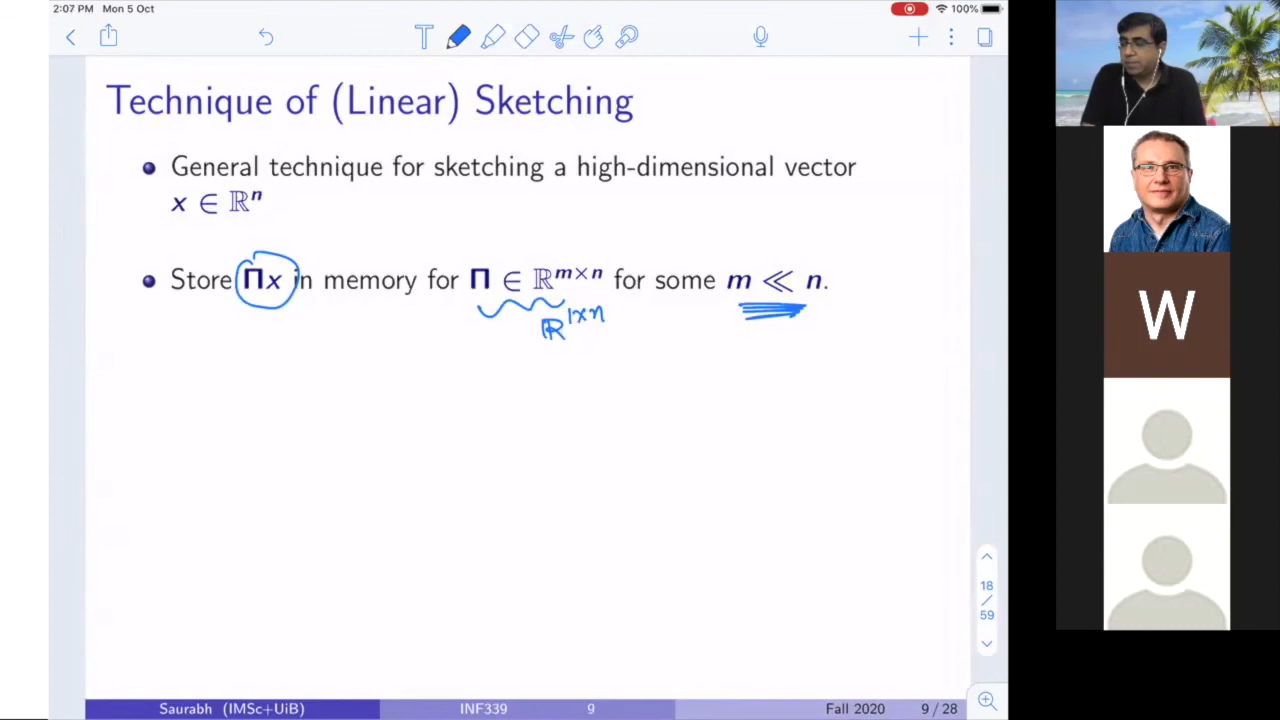 2:07 PM Mon 5 Oct
100%
Technique of (Linear) Sketching
General technique for sketching a high-dimensional vector
x ∈ ℝⁿ
Store Πx in memory for Π ∈ ℝ^{m×n} for some m ≪ n.
ℝ^{1×n}
W
18
/
59
Saurabh (IMSc+UiB) INF339 9 Fall 2020 9 / 28